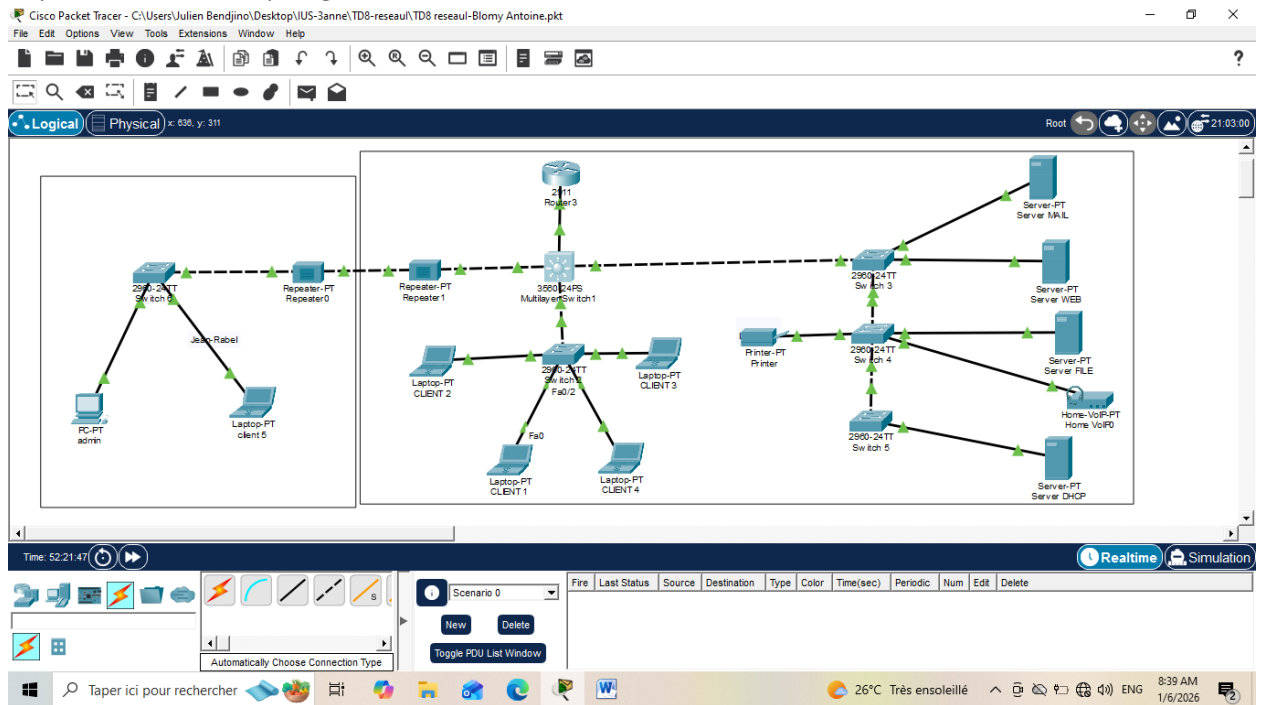 Cisco Packet Tracer - C:\Users\Julien Bendjino\Desktop\IUS-3anne\TD8-reseaul\TD8 reseaul-Blomy Antoine.pkt
File Edit Options View Tools Extensions Window Help
?
Logical
Physical
x: 636, y: 311
Root
21:03:00
2911
Router3
Server-PT
Server MAIL
2960-24TT
Switch 6
Repeater-PT
Repeater0
Repeater-PT
Repeater1
3560-24PS
Multilayer Switch1
2960-24TT
Switch 3
Server-PT
Server WEB
Jean-Rabel
Laptop-PT
CLIENT 2
2960-24TT
Switch 2
Fa0/2
Laptop-PT
CLIENT 3
Printer-PT
Printer
2960-24TT
Switch 4
Server-PT
Server FILE
Home-VoIP-PT
Home VoIP0
PC-PT
admin
Laptop-PT
client 5
Fa0
Laptop-PT
CLIENT 1
Laptop-PT
CLIENT 4
2960-24TT
Switch 5
Server-PT
Server DHCP
Time: 52:21:47
Realtime
Simulation
Scenario 0
New
Delete
Toggle PDU List Window
Fire Last Status Source Destination Type Color Time(sec) Periodic Num Edit Delete
S
Automatically Choose Connection Type
Taper ici pour rechercher
26°C Très ensoleillé
ENG
8:39 AM
1/6/2026
2